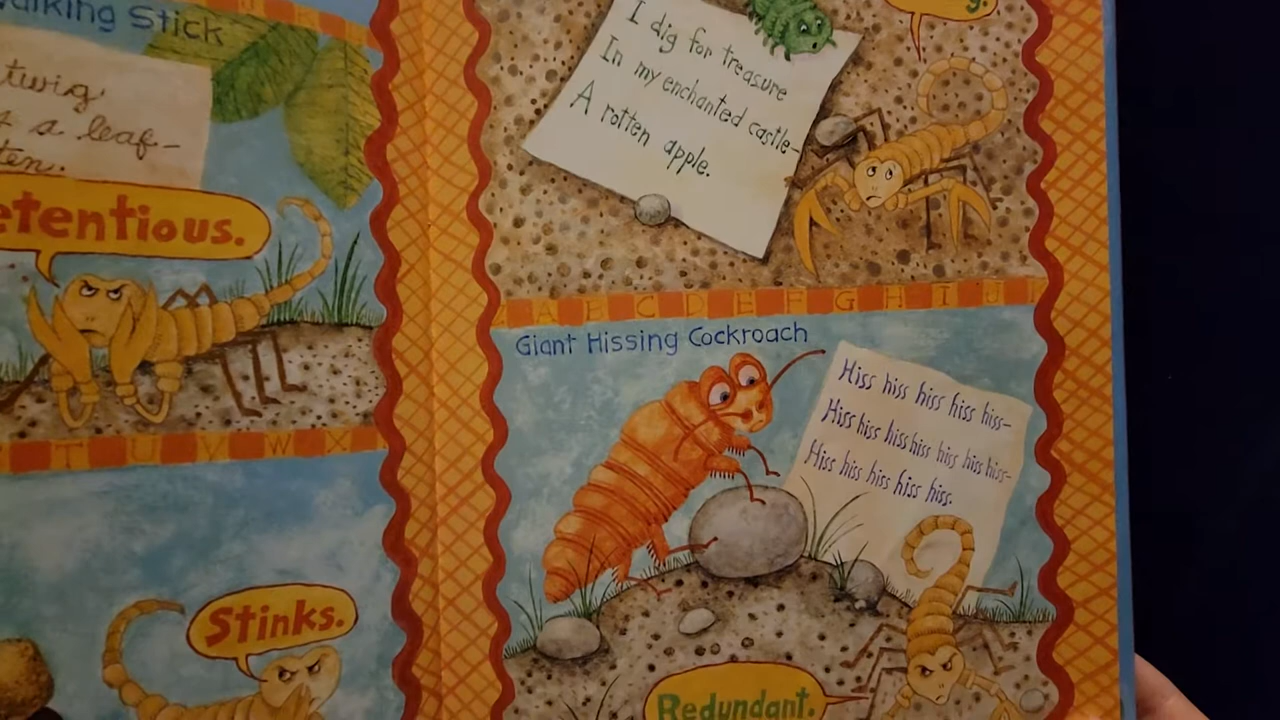 Walking Stick
twig
a leaf-
Pretentious.
T U V W X
Stinks.
I dig for treasure
In my enchanted castle-
A rotten apple.
A B C D E F G H I J
Giant Hissing Cockroach
Hiss hiss hiss hiss hiss-
Hiss hiss hiss hiss hiss hiss hiss-
Hiss hiss hiss hiss hiss.
Redundant.